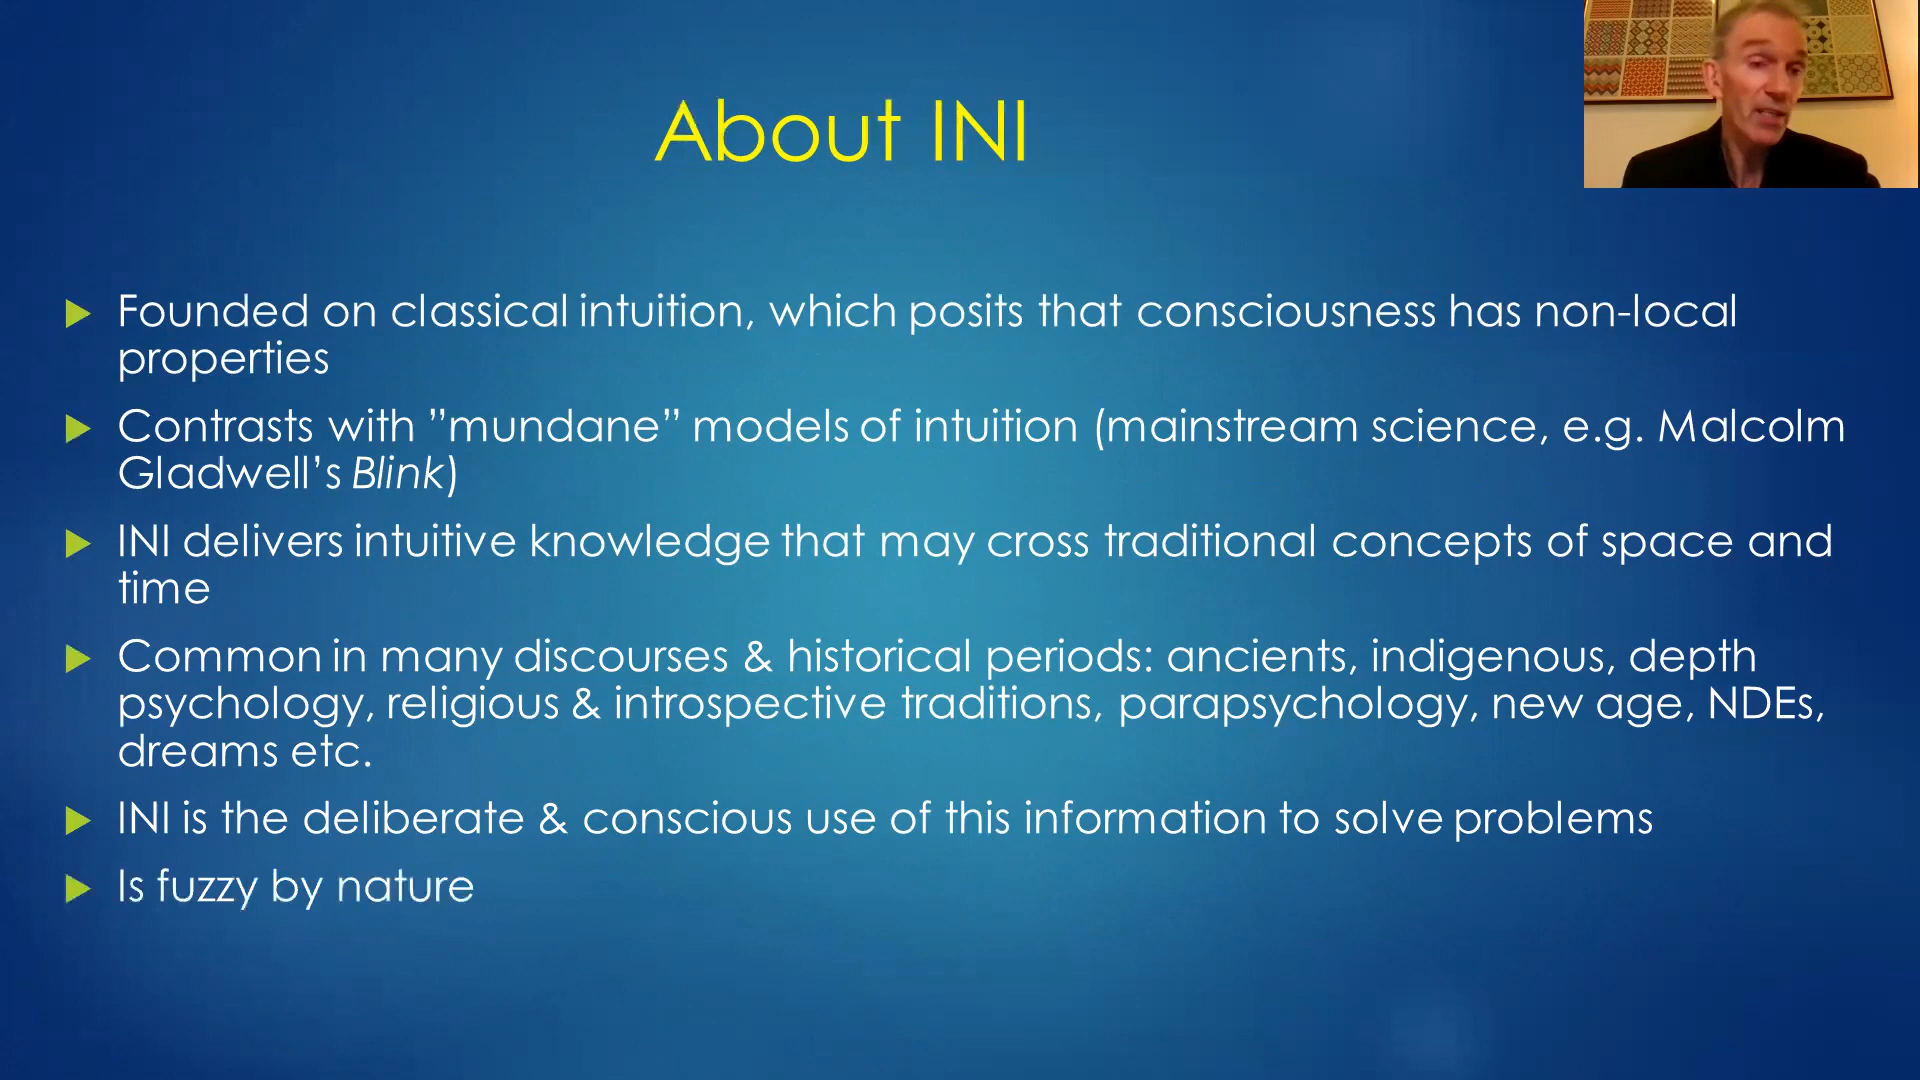 About INI
Founded on classical intuition, which posits that consciousness has non-local
properties
Contrasts with ”mundane” models of intuition (mainstream science, e.g. Malcolm
Gladwell’s Blink)
INI delivers intuitive knowledge that may cross traditional concepts of space and
time
Common in many discourses & historical periods: ancients, indigenous, depth
psychology, religious & introspective traditions, parapsychology, new age, NDEs,
dreams etc.
INI is the deliberate & conscious use of this information to solve problems
Is fuzzy by nature